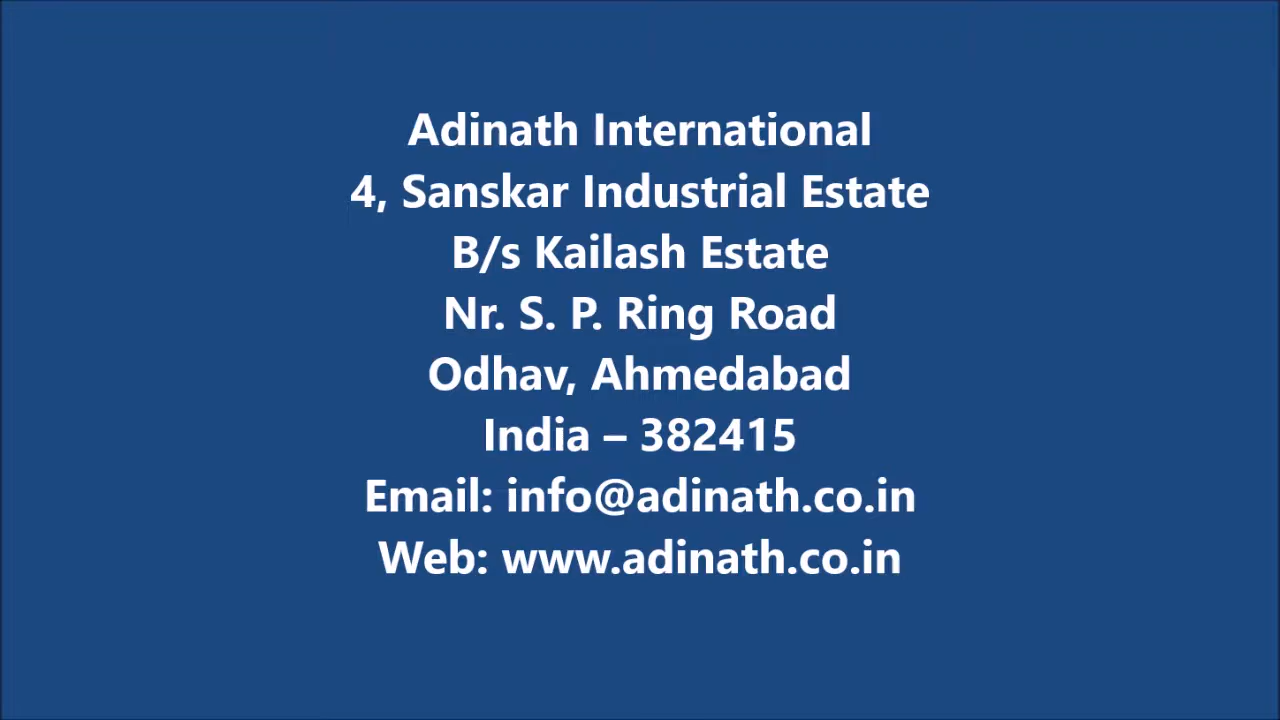 Adinath International
4, Sanskar Industrial Estate
B/s Kailash Estate
Nr. S. P. Ring Road
Odhav, Ahmedabad
India – 382415
Email: info@adinath.co.in
Web: www.adinath.co.in